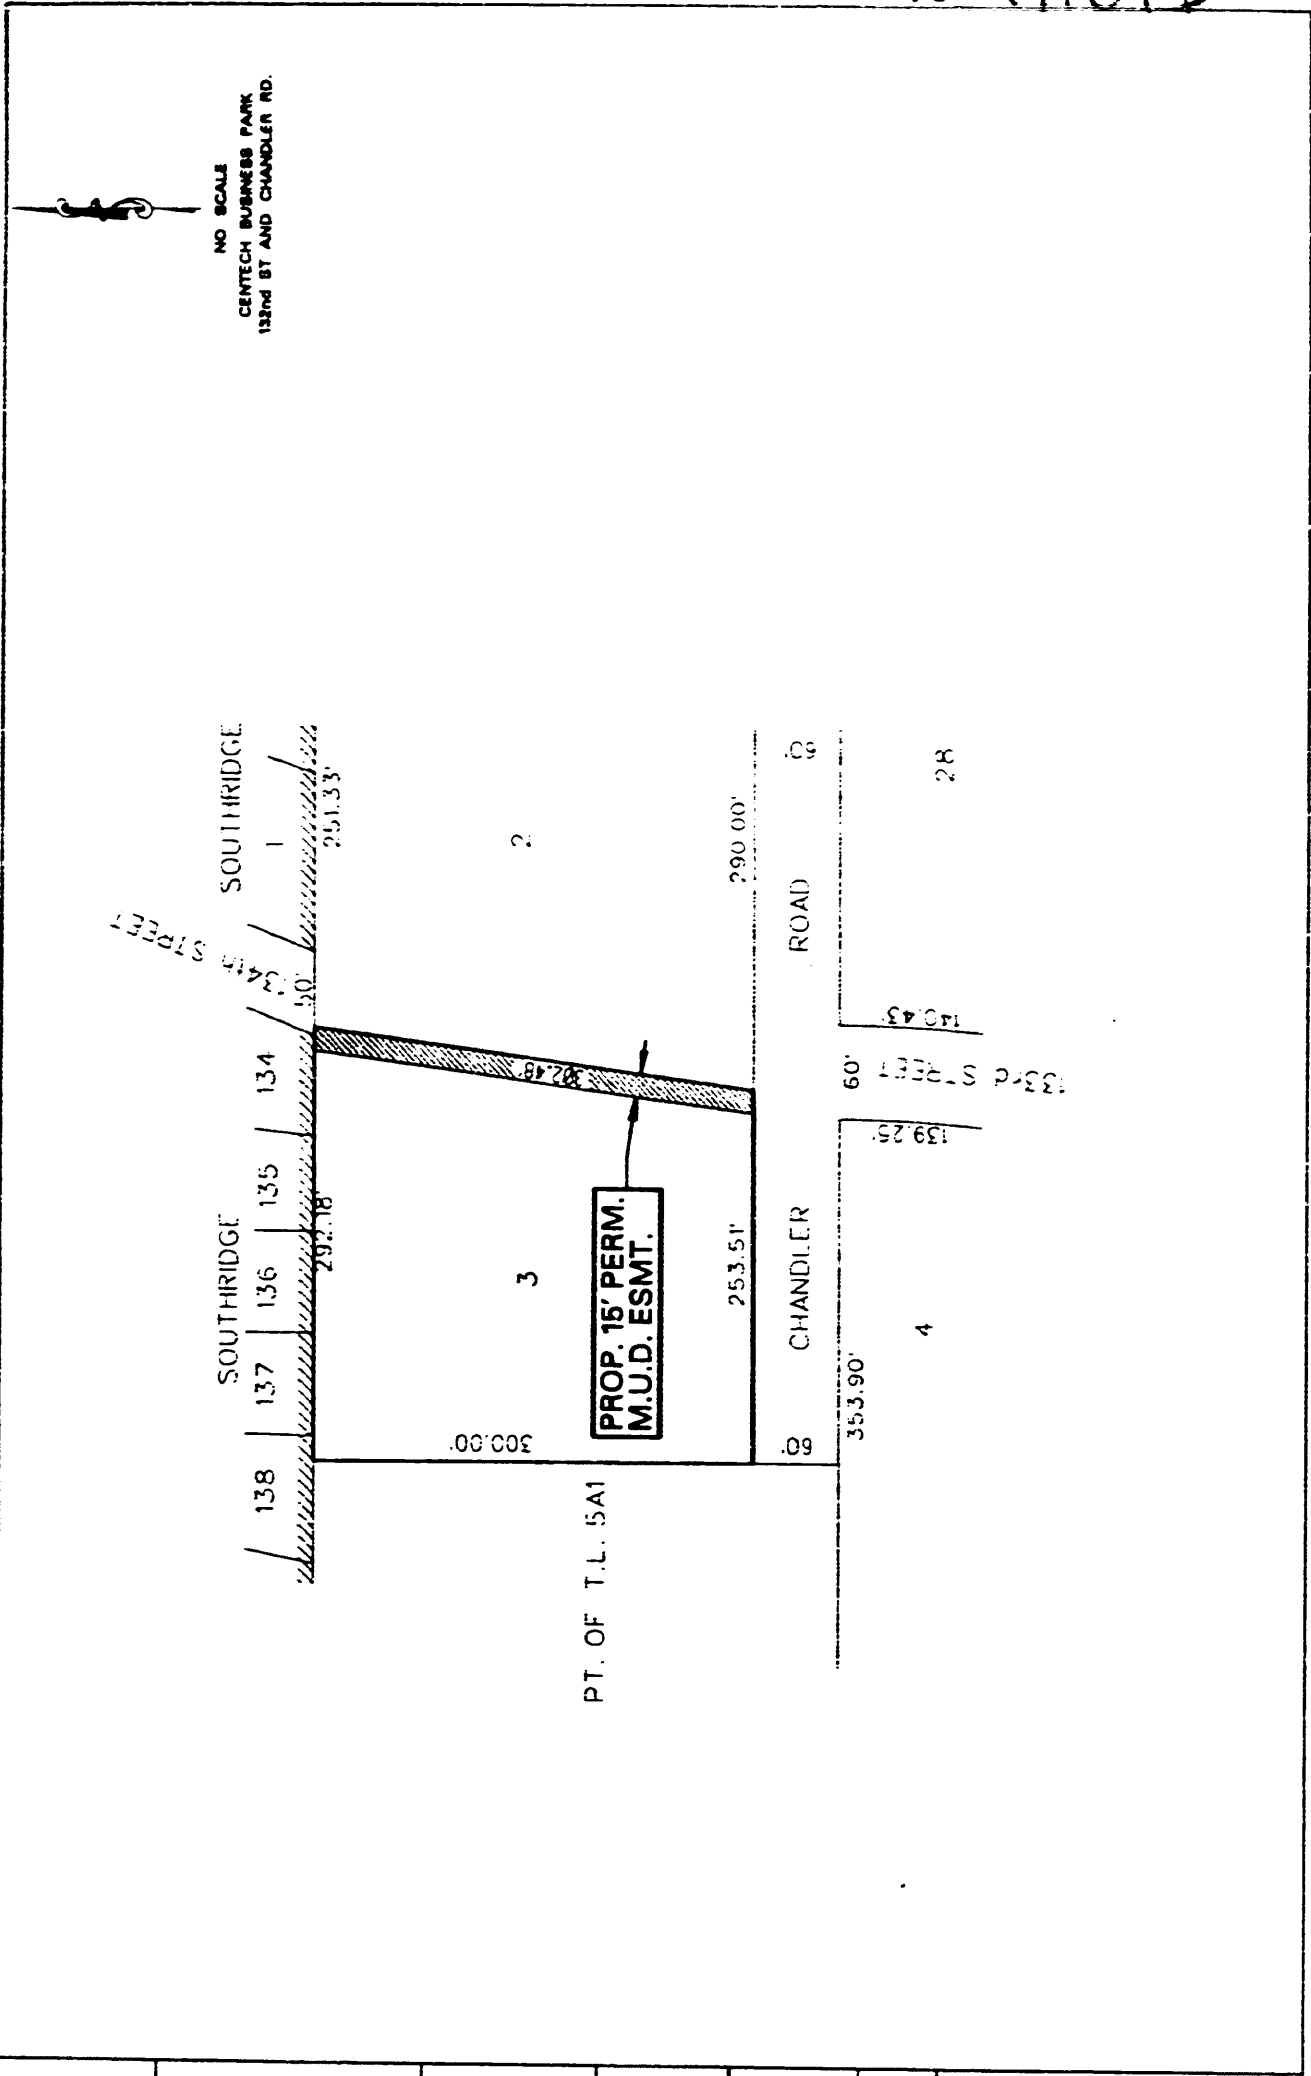 NO SCALE
CENTECH BUSINESS PARK
132nd ST AND CHANDLER RD.
SOUTHRIDGE
SOUTHRIDGE
134th STREET
138
137
136
135
134
50'
1
292.18'
251.33'
300.00'
3
302.48'
2
PT. OF T.L. 5A1
PROP. 15' PERM.
M.U.D. ESMT.
253.51'
290.00'
60'
CHANDLER
ROAD
60'
353.90'
60'
4
139.25'
133rd STREET
140.43'
28